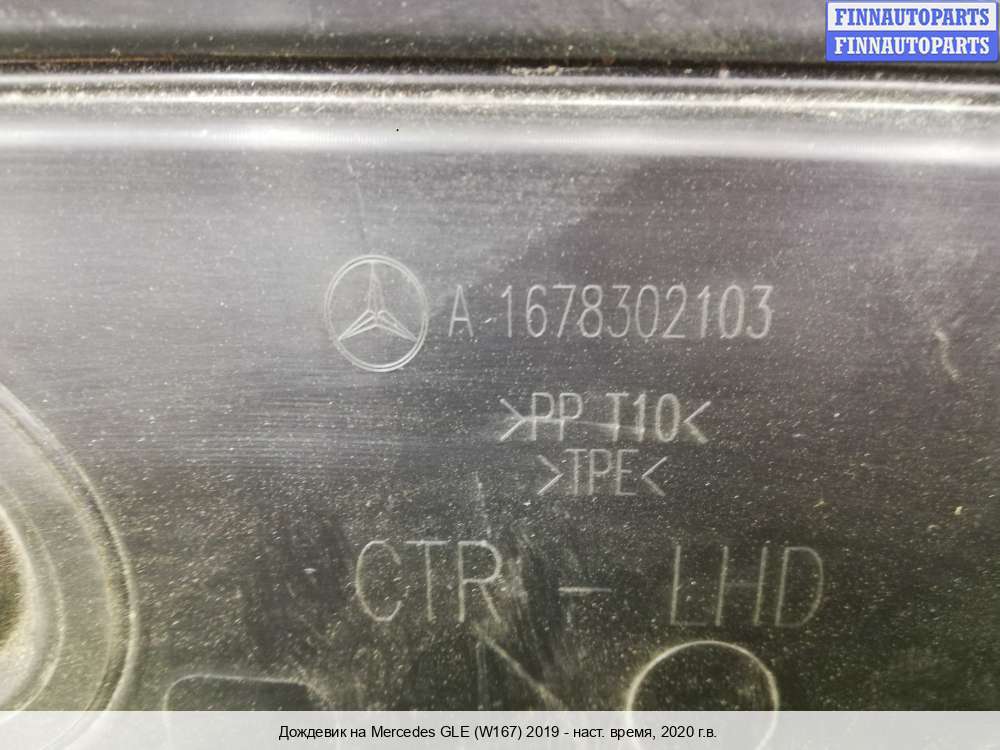 FINNAUTOPARTS
FINNAUTOPARTS
A 1678302103
>PP T10<
>TPE<
CTR - LHD
Дождевик на Mercedes GLE (W167) 2019 - наст. время, 2020 г.в.